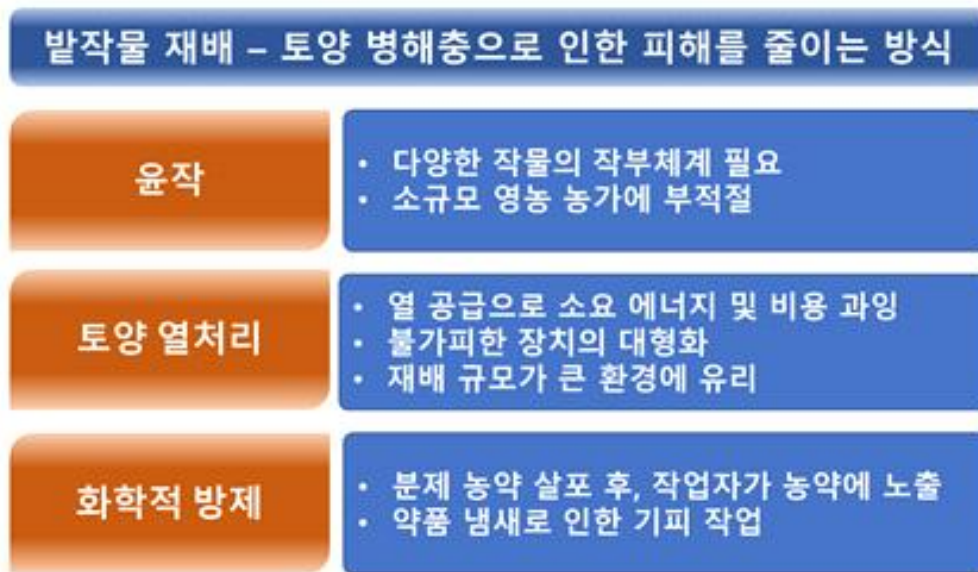 밭작물 재배 – 토양 병해충으로 인한 피해를 줄이는 방식
윤작
• 다양한 작물의 작부체계 필요
• 소규모 영농 농가에 부적절
토양 열처리
• 열 공급으로 소요 에너지 및 비용 과잉
• 불가피한 장치의 대형화
• 재배 규모가 큰 환경에 유리
화학적 방제
• 분제 농약 살포 후, 작업자가 농약에 노출
• 약품 냄새로 인한 기피 작업